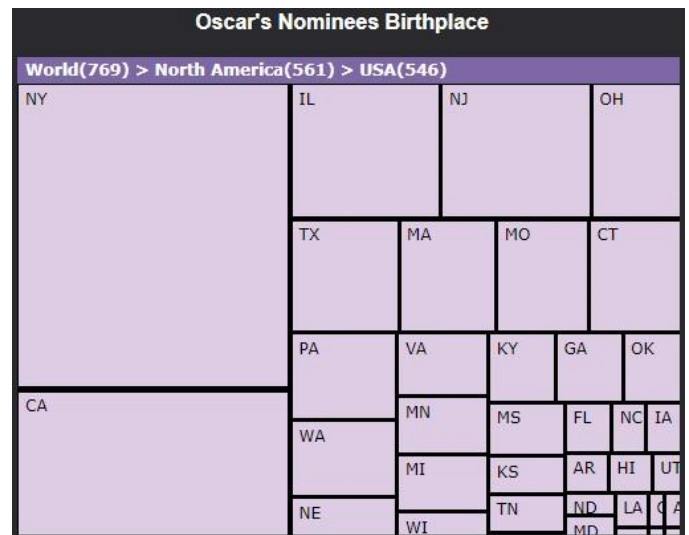 Oscar's Nominees Birthplace
World(769) > North America(561) > USA(546)
NY
IL
NJ
OH
TX
MA
MO
CT
PA
VA
KY
GA
OK
CA
MN
MS
FL
NC
IA
WA
MI
KS
AR
HI
UT
NE
TN
ND
LA
WI
MD